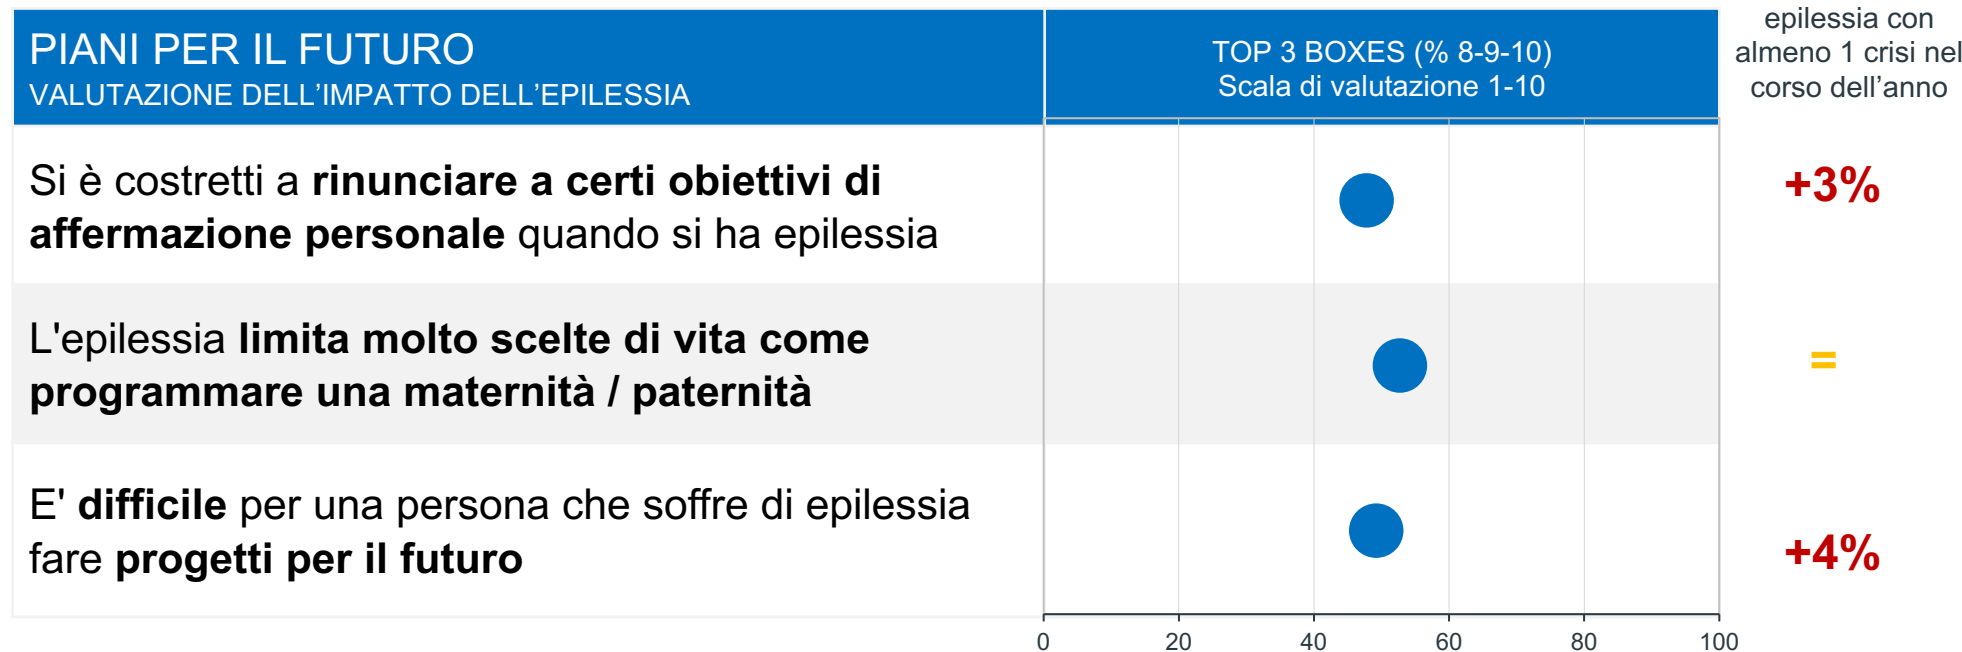 PIANI PER IL FUTURO
VALUTAZIONE DELL'IMPATTO DELL'EPILESSIA
TOP 3 BOXES (% 8-9-10)
Scala di valutazione 1-10
epilessia con
almeno 1 crisi nel
corso dell’anno
Si è costretti a rinunciare a certi obiettivi di
affermazione personale quando si ha epilessia
+3%
L'epilessia limita molto scelte di vita come
programmare una maternità / paternità
=
E' difficile per una persona che soffre di epilessia
fare progetti per il futuro
+4%
0 20 40 60 80 100